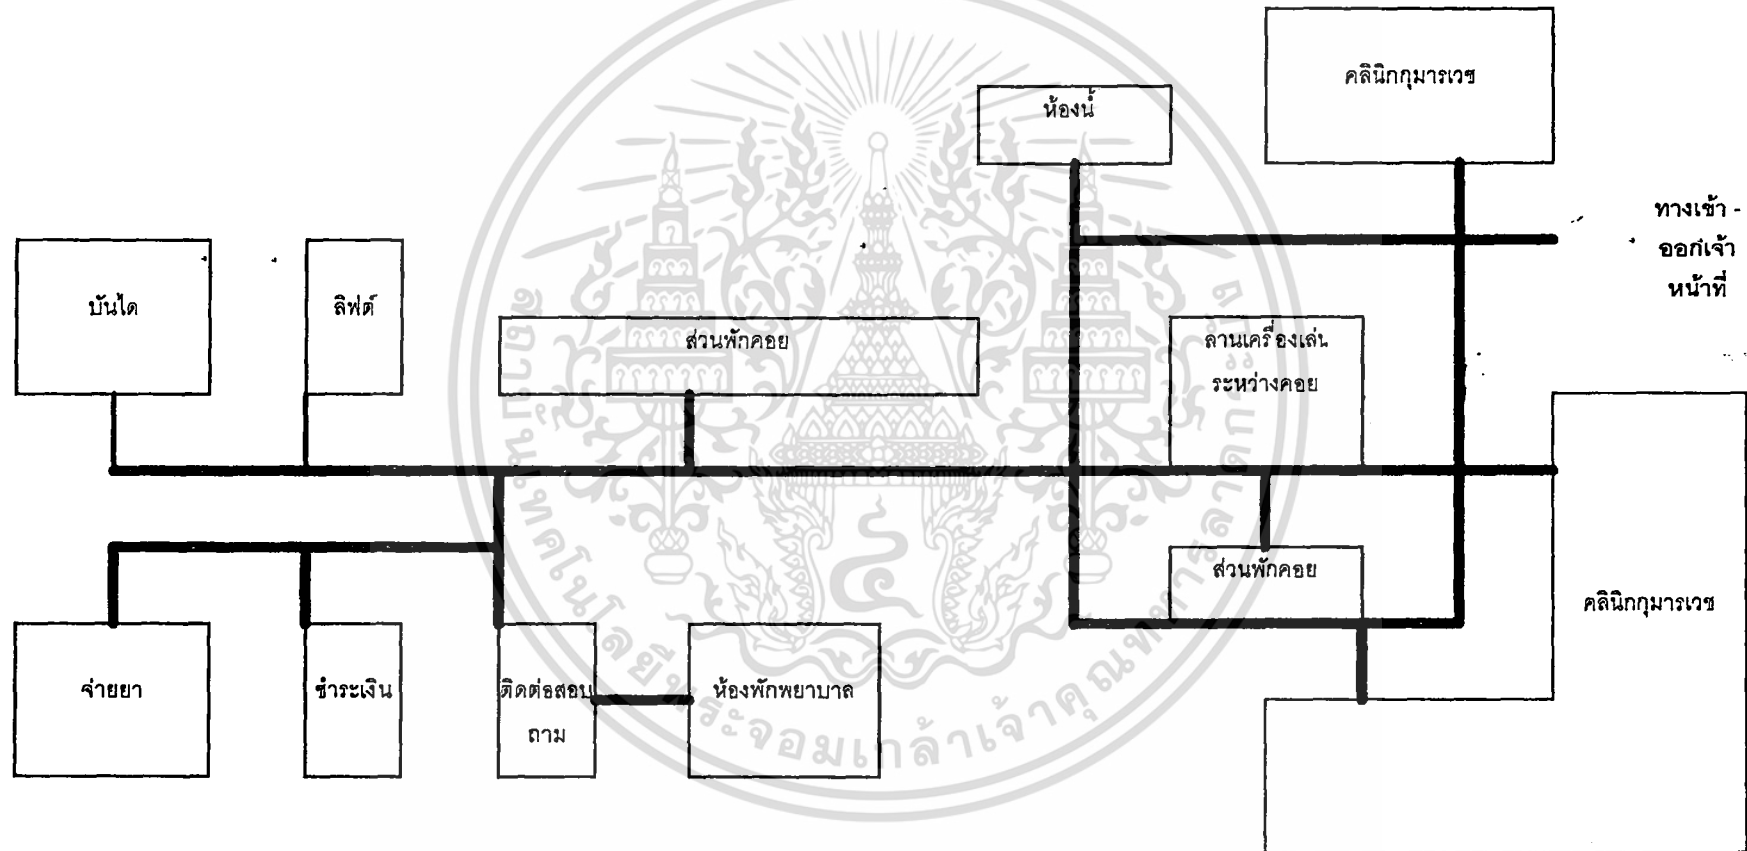 คลินิกกุมารเวช
ห้องน้ำ
ทางเข้า -
ออกเจ้า
หน้าที่
บันได
ลิฟต์
ส่วนพักคอย
ลานเครื่องเล่น
ระหว่างคอย
ส่วนพักคอย
คลินิกกุมารเวช
จ่ายยา
ชำระเงิน
ติดต่อสอบ
ถาม
ห้องพักพยาบาล